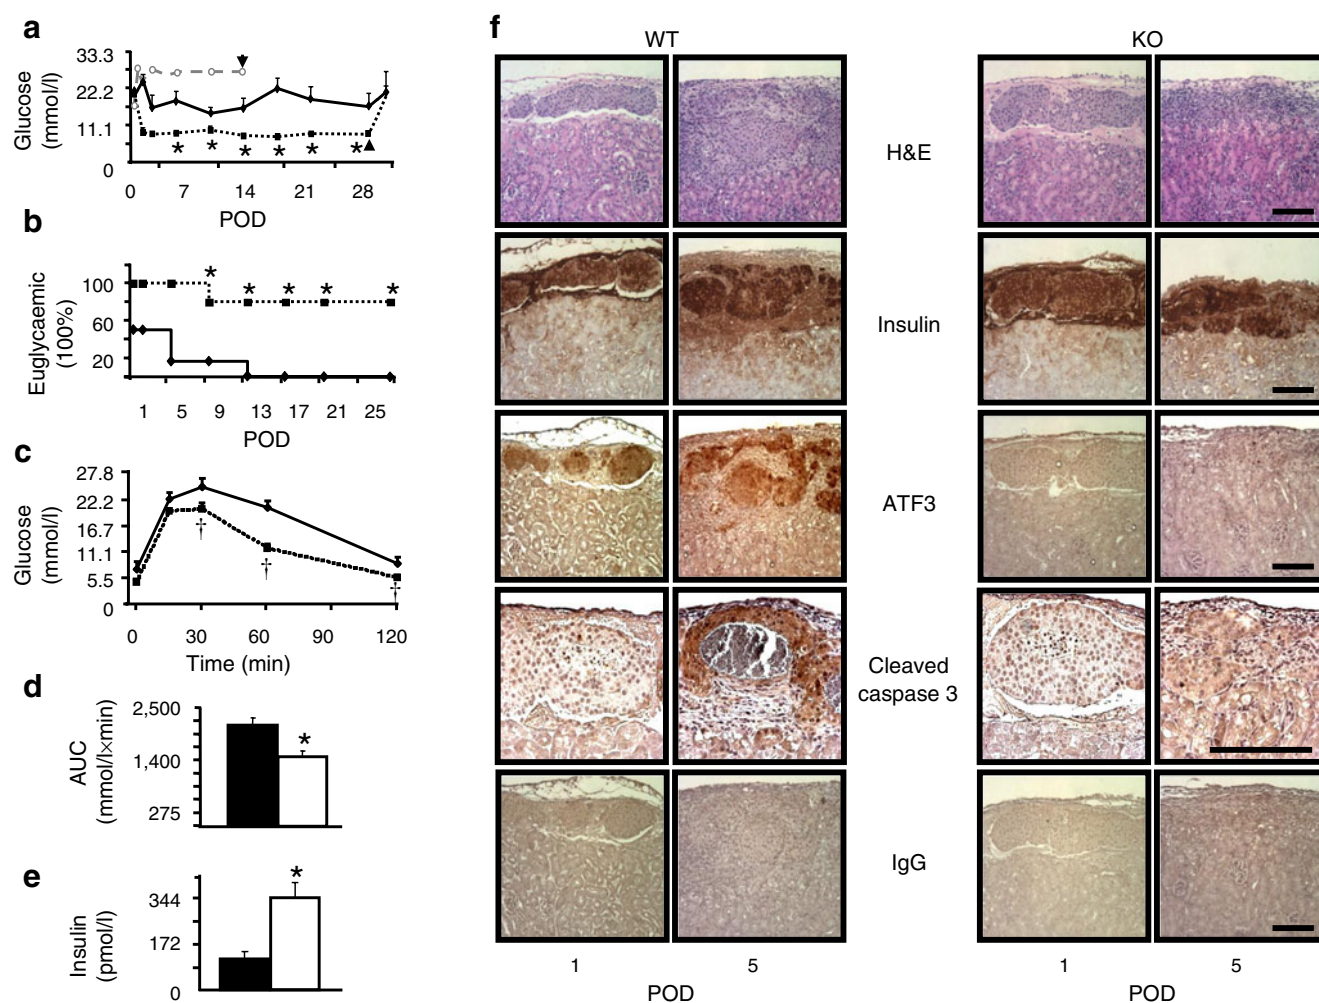 a
33.3
22.2
11.1
0
Glucose
(mmol/l)
* * * * * *
0 7 14 21 28
POD
b
100
60
20
Euglycaemic
(100%)
* * * * *
1 5 9 13 17 21 25
POD
c
27.8
22.2
16.7
11.1
5.5
0
Glucose
(mmol/l)
† † †
0 30 60 90 120
Time (min)
d
2,500
1,400
275
AUC
(mmol/l×min)
*
e
344
172
0
Insulin
(pmol/l)
*
f
WT KO
H&E
Insulin
ATF3
Cleaved
caspase 3
IgG
1 5 1 5
POD POD